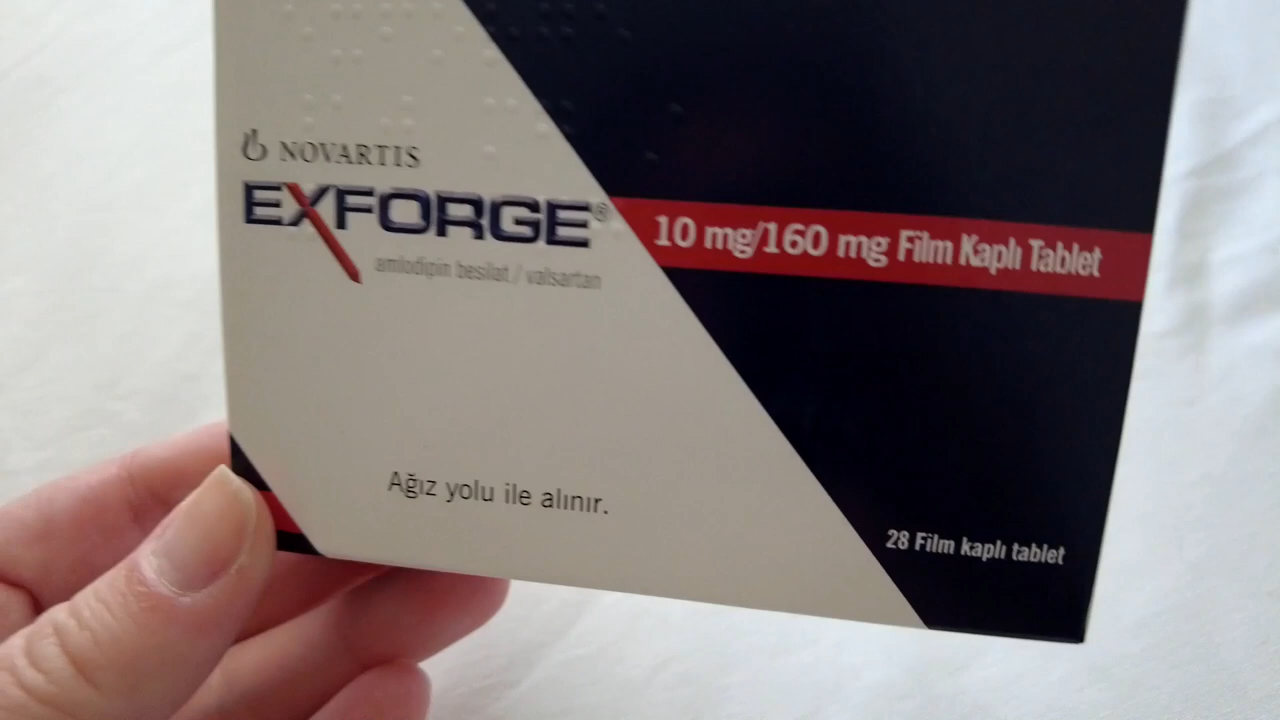 NOVARTIS
EXFORGE®
amlodipin besilat / valsartan
10 mg/160 mg Film Kaplı Tablet
Ağız yolu ile alınır.
28 Film kaplı tablet